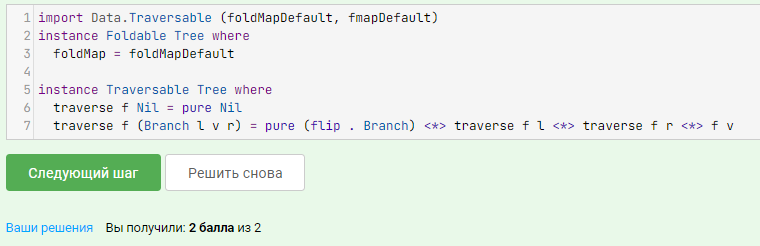 1 import Data.Traversable (foldMapDefault, fmapDefault)
2 instance Foldable Tree where
3   foldMap = foldMapDefault
4
5 instance Traversable Tree where
6   traverse f Nil = pure Nil
7   traverse f (Branch l v r) = pure (flip . Branch) <*> traverse f l <*> traverse f r <*> f v
Следующий шаг Решить снова
Ваши решения Вы получили: 2 балла из 2